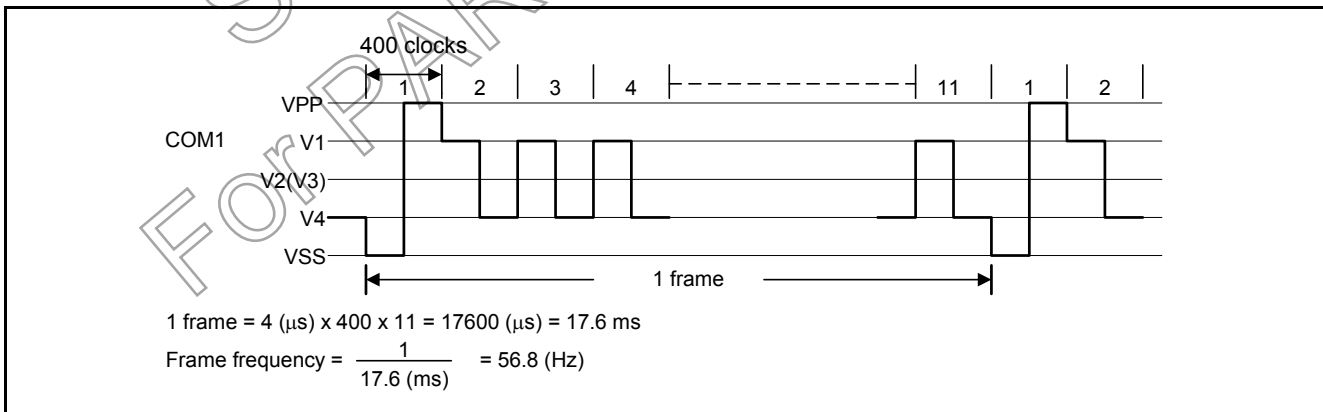 400 clocks
1 2 3 4 11 1 2
VPP
COM1 V1
V2(V3)
V4
VSS
1 frame
1 frame = 4 (μs) x 400 x 11 = 17600 (μs) = 17.6 ms
Frame frequency = 1 / 17.6 (ms) = 56.8 (Hz)
For PAR